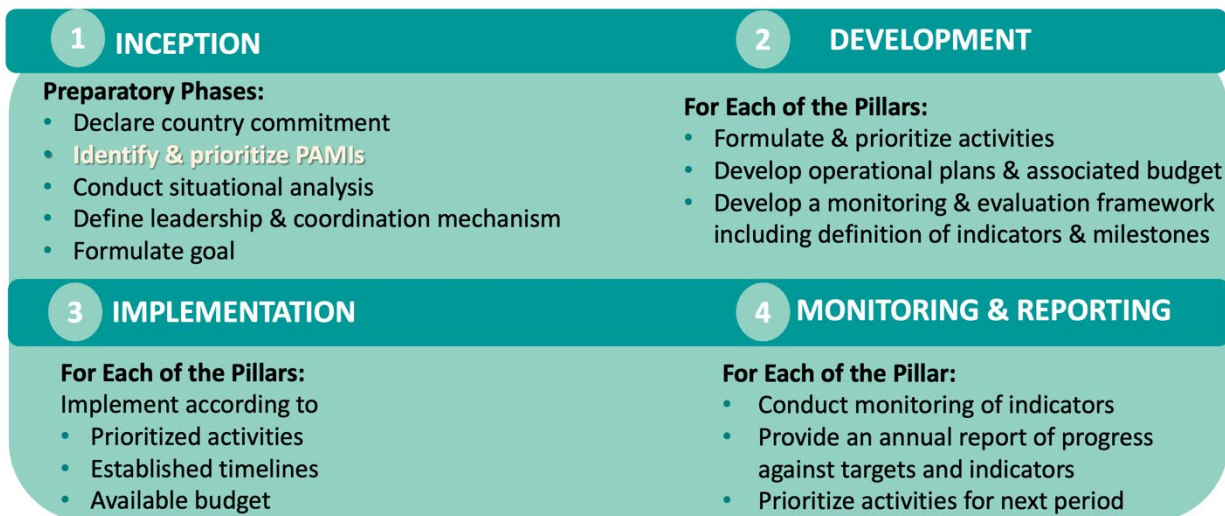 1 INCEPTION
Preparatory Phases:
• Declare country commitment
• Identify & prioritize PAMIs
• Conduct situational analysis
• Define leadership & coordination mechanism
• Formulate goal
2 DEVELOPMENT
For Each of the Pillars:
• Formulate & prioritize activities
• Develop operational plans & associated budget
• Develop a monitoring & evaluation framework
including definition of indicators & milestones
3 IMPLEMENTATION
For Each of the Pillars:
Implement according to
• Prioritized activities
• Established timelines
• Available budget
4 MONITORING & REPORTING
For Each of the Pillar:
• Conduct monitoring of indicators
• Provide an annual report of progress
against targets and indicators
• Prioritize activities for next period